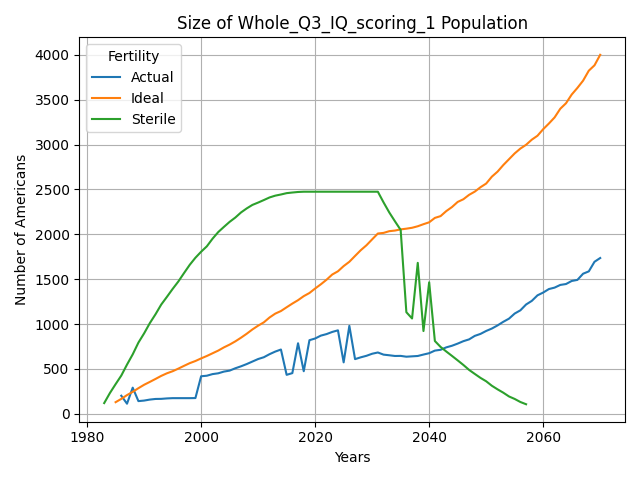 Size of Whole_Q3_IQ_scoring_1 Population
Fertility
Actual
Ideal
Sterile
Number of Americans
4000
3500
3000
2500
2000
1500
1000
500
0
1980
2000
2020
2040
2060
Years